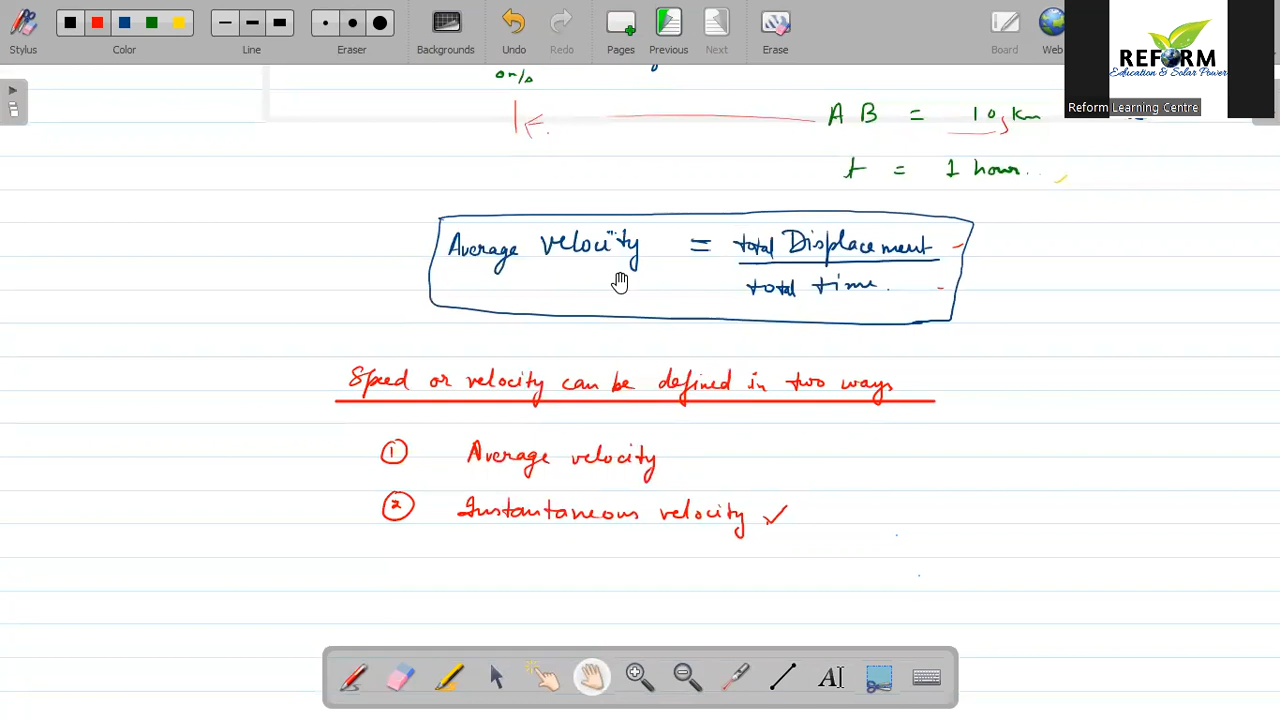 Stylus Color Line Eraser Backgrounds Undo Redo Pages Previous Next Erase Board Web
REFORM
Education & Solar Power
Reform Learning Centre
0 m/s
A B = 10 km
t = 1 hour.
Average velocity = total Displacement
total time.
Speed or velocity can be defined in two ways
① Average velocity
② Instantaneous velocity ✓